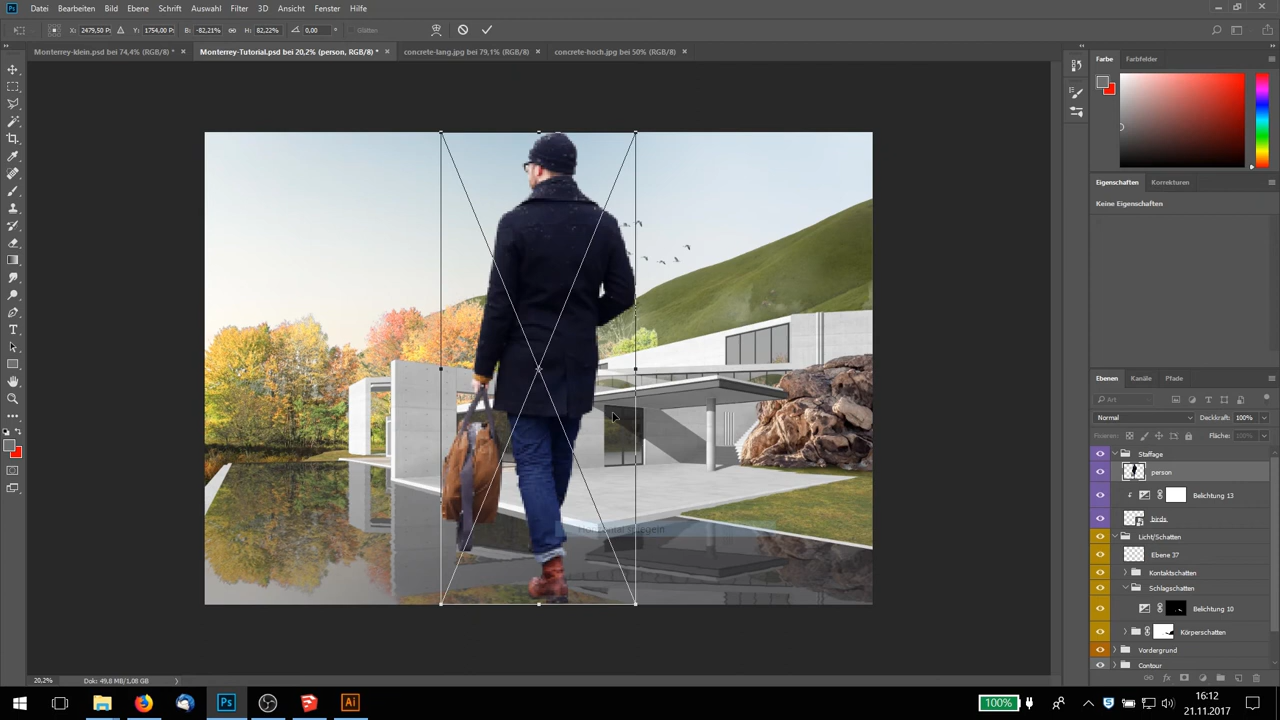 Datei Bearbeiten Bild Ebene Schrift Auswahl Filter 3D Ansicht Fenster Hilfe
X: 2479,50 Px Y: 1754,00 Px B: -82,21% H: 82,22% 0,00 ° Glätten
Monterrey-klein.psd bei 74,4% (RGB/8) * × Monterrey-Tutorial.psd bei 20,2% (person, RGB/8) * × concrete-lang.jpg bei 79,1% (RGB/8) × concrete-hoch.jpg bei 50% (RGB/8) ×
Farbe Farbfelder
Eigenschaften Korrekturen
Keine Eigenschaften
Ebenen Kanäle Pfade
Art
Normal Deckkraft: 100%
Fixieren: Fläche: 100%
Staffage
person
Belichtung 13
birds
Licht/Schatten
Ebene 37
Kontaktschatten
Schlagschatten
Belichtung 10
Körperschatten
Vordergrund
Contour
20,2% Dok: 49,8 MB/1,08 GB
Ps Ai 100% 16:12
21.11.2017